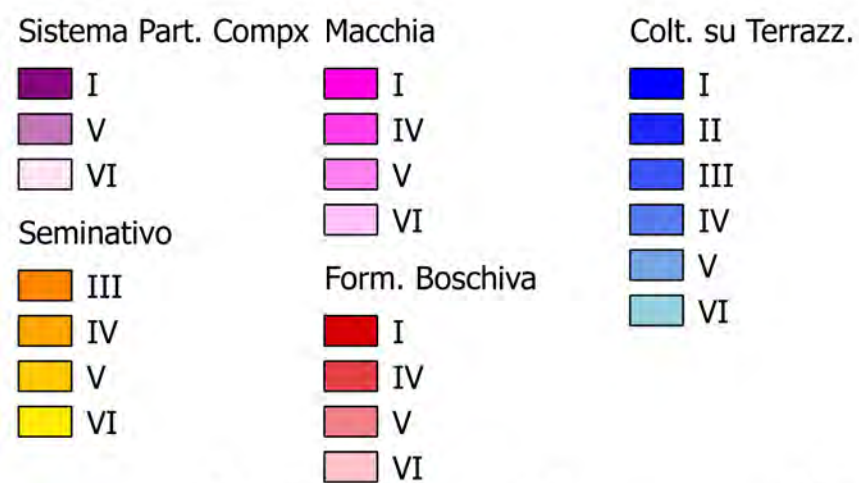 Sistema Part. Compx
I
V
VI
Seminativo
III
IV
V
VI
Macchia
I
IV
V
VI
Form. Boschiva
I
IV
V
VI
Colt. su Terrazz.
I
II
III
IV
V
VI